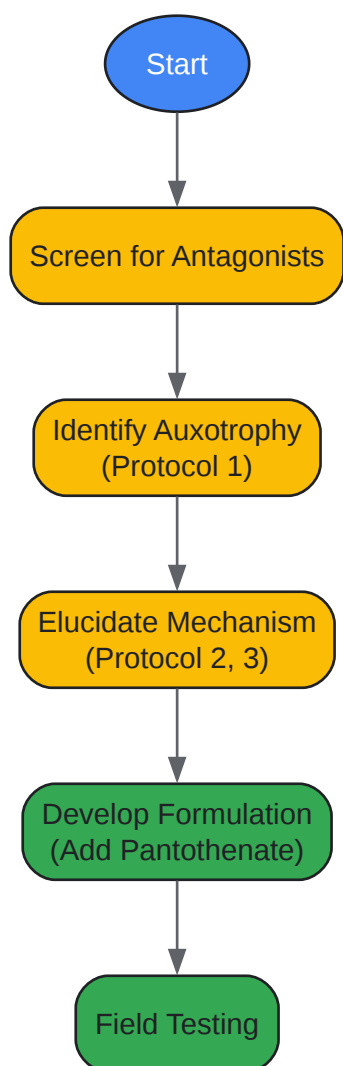 Start
Screen for Antagonists
Identify Auxotrophy
(Protocol 1)
Elucidate Mechanism
(Protocol 2, 3)
Develop Formulation
(Add Pantothenate)
Field Testing